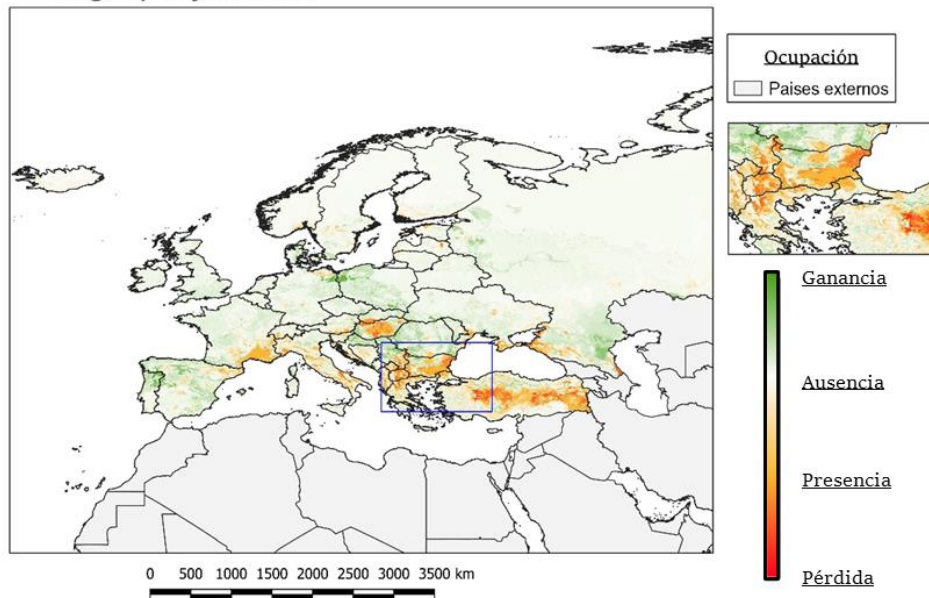 Ocupación
Paises externos
Ganancia
Ausencia
Presencia
Pérdida
0 500 1000 1500 2000 2500 3000 3500 km